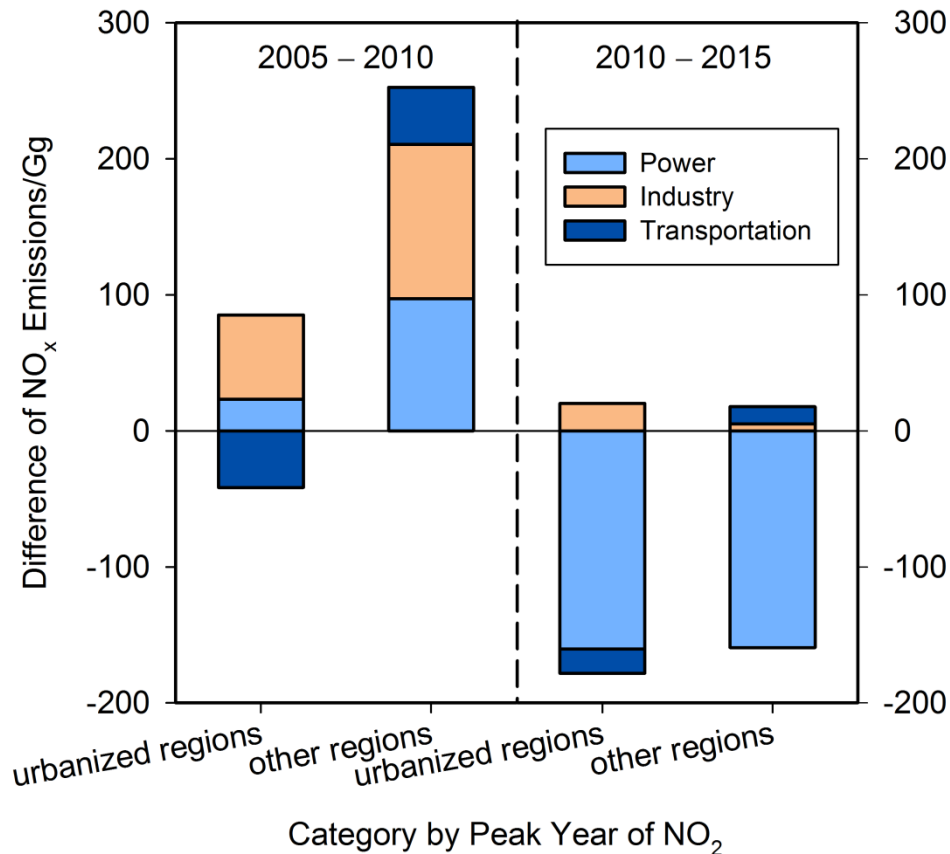 300
200
100
0
-100
-200
Difference of NOx Emissions/Gg
2005 – 2010
2010 – 2015
Power
Industry
Transportation
300
200
100
0
-100
-200
urbanized regions
other regions
urbanized regions
other regions
Category by Peak Year of NO2